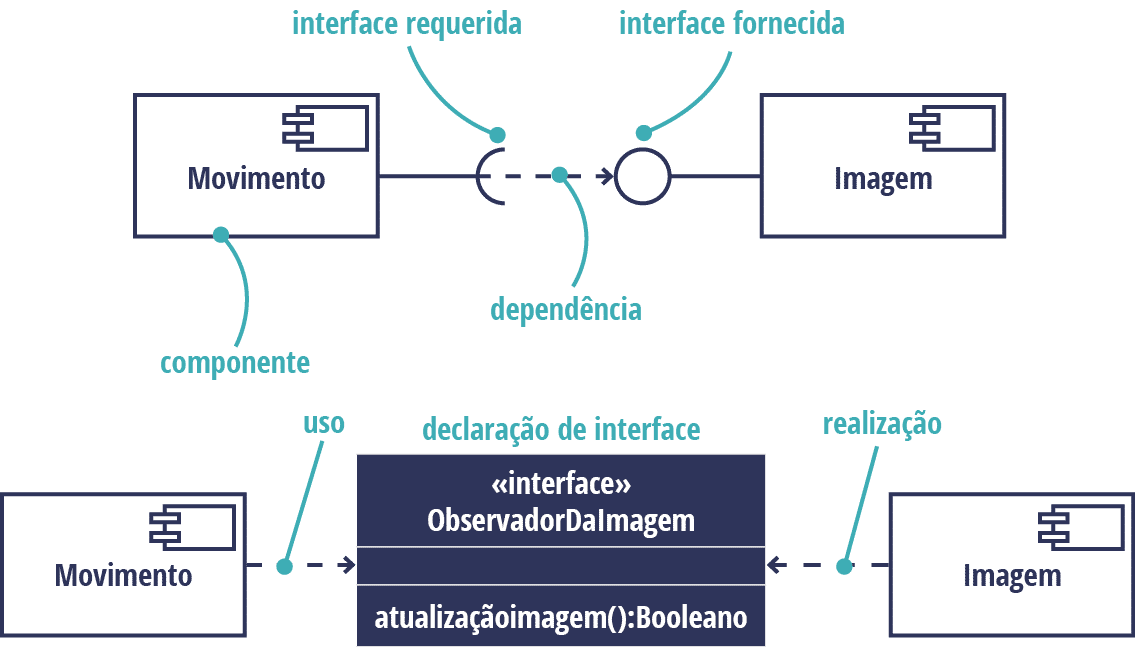 interface requerida
interface fornecida
Movimento
Imagem
dependência
componente
uso
declaração de interface
realização
«interface»
ObservadorDaImagem
Movimento
Imagem
atualizaçãoimagem():Booleano